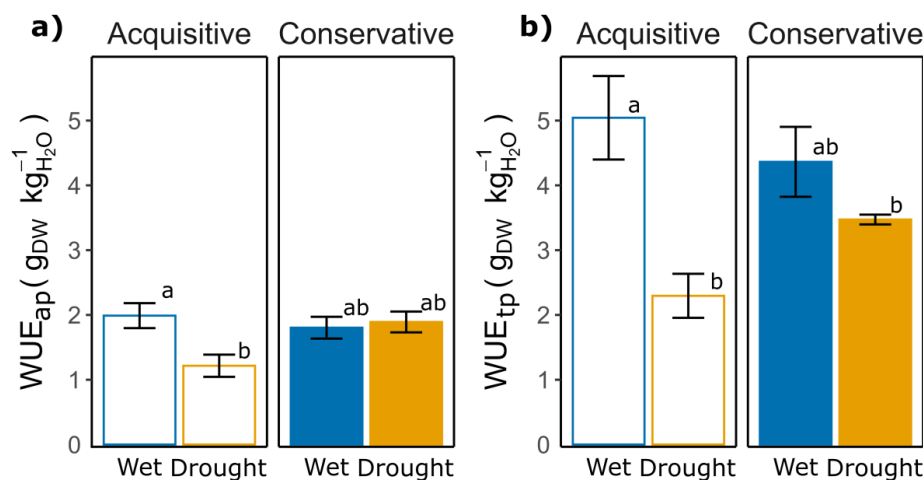 a)
Acquisitive Conservative
WUEap( gDW kg−1H2O )
5
4
3
2
1
0
a
b
ab
ab
Wet Drought Wet Drought
b)
Acquisitive Conservative
WUEtp( gDW kg−1H2O )
5
4
3
2
1
0
a
b
ab
b
Wet Drought Wet Drought